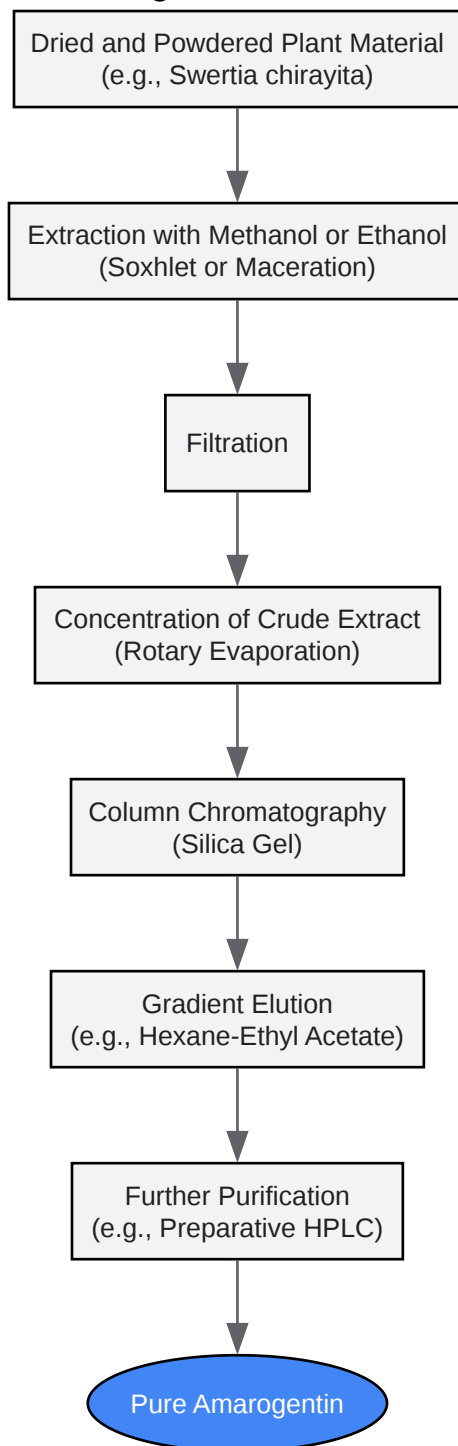 Dried and Powdered Plant Material
(e.g., Swertia chirayita)
Extraction with Methanol or Ethanol
(Soxhlet or Maceration)
Filtration
Concentration of Crude Extract
(Rotary Evaporation)
Column Chromatography
(Silica Gel)
Gradient Elution
(e.g., Hexane-Ethyl Acetate)
Further Purification
(e.g., Preparative HPLC)
Pure Amarogentin